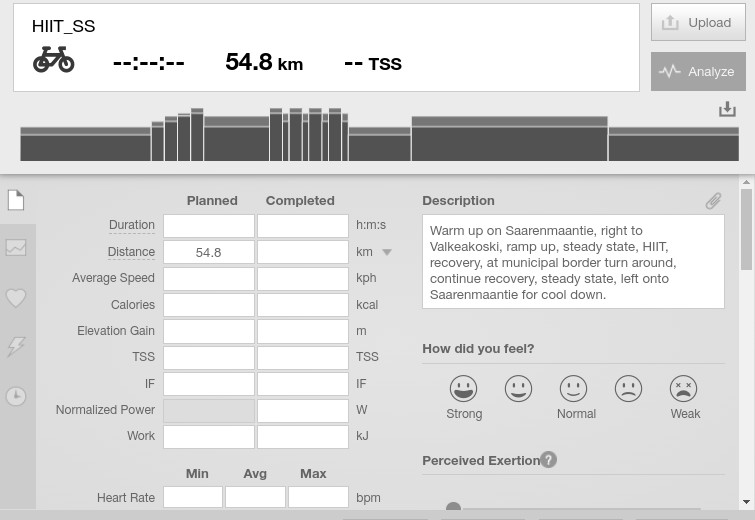 HIIT_SS
--:--:-- 54.8 km -- TSS
Upload
Analyze
Planned Completed
Duration h:m:s
Distance 54.8 km
Average Speed kph
Calories kcal
Elevation Gain m
TSS TSS
IF IF
Normalized Power W
Work kJ
Min Avg Max
Heart Rate bpm
Description
Warm up on Saarenmaantie, right to
Valkeakoski, ramp up, steady state, HIIT,
recovery, at municipal border turn around,
continue recovery, steady state, left onto
Saarenmaantie for cool down.
How did you feel?
Strong Normal Weak
Perceived Exertion ?